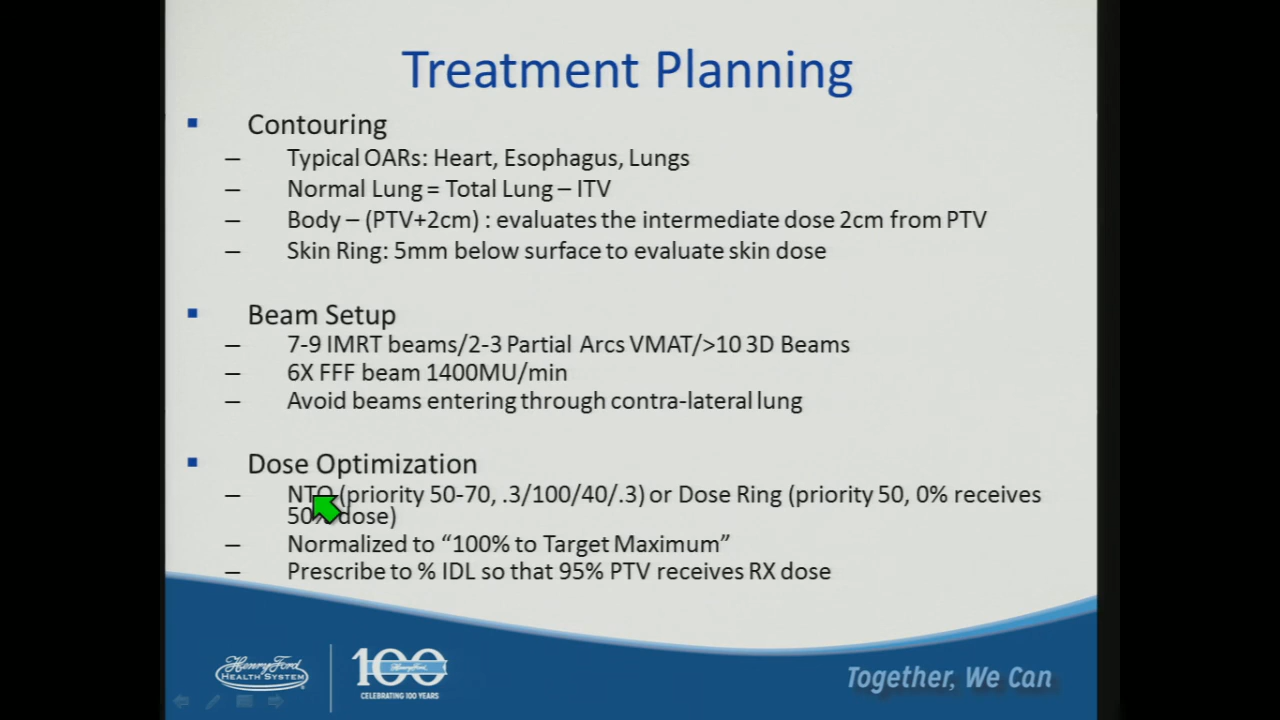 Treatment Planning
▪ Contouring
– Typical OARs: Heart, Esophagus, Lungs
– Normal Lung = Total Lung – ITV
– Body – (PTV+2cm) : evaluates the intermediate dose 2cm from PTV
– Skin Ring: 5mm below surface to evaluate skin dose
▪ Beam Setup
– 7-9 IMRT beams/2-3 Partial Arcs VMAT/>10 3D Beams
– 6X FFF beam 1400MU/min
– Avoid beams entering through contra-lateral lung
▪ Dose Optimization
– NTO (priority 50-70, .3/100/40/.3) or Dose Ring (priority 50, 0% receives
50% dose)
– Normalized to “100% to Target Maximum”
– Prescribe to % IDL so that 95% PTV receives RX dose
Henry Ford
HEALTH SYSTEM
100
Henry Ford
CELEBRATING 100 YEARS
Together, We Can